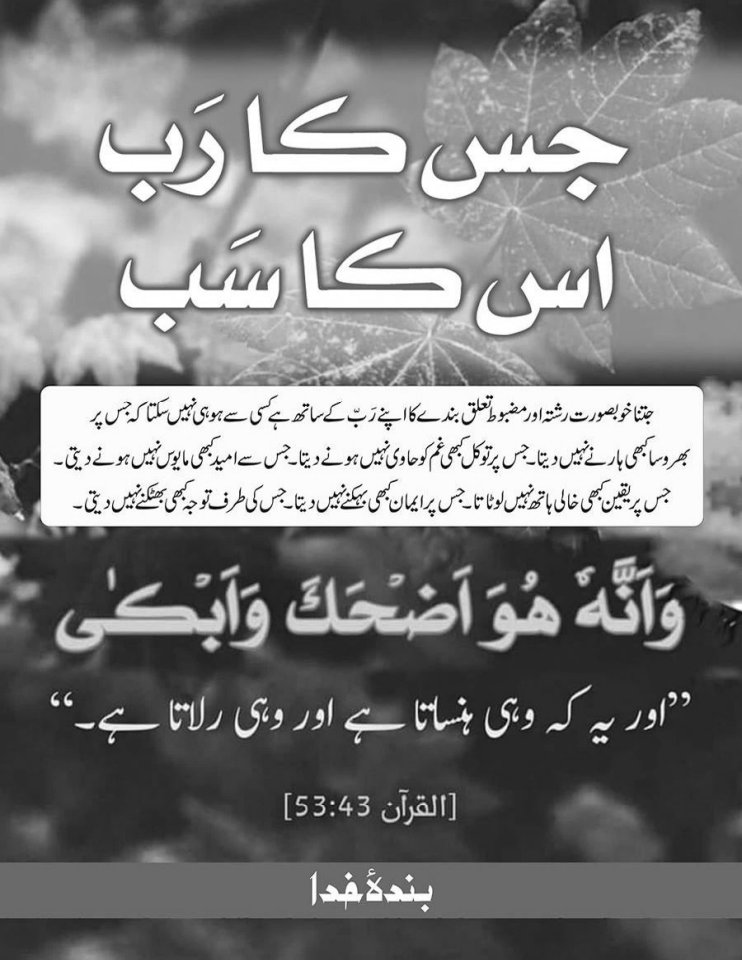 جس کا رَب
اس کا سَب
جتنا خوبصورت رشتہ اور مضبوط تعلق بندے کا اپنے رَبّ کے ساتھ ہے کسی سے ہو ہی نہیں سکتا کہ جس پر
بھروسا کبھی ہارنے نہیں دیتا۔ جس پر توکل کبھی غم کو حاوی نہیں ہونے دیتا۔ جس سے امید کبھی مایوس نہیں ہونے دیتی۔
جس پر یقین کبھی خالی ہاتھ نہیں لوٹاتا۔ جس پر ایمان کبھی بہکنے نہیں دیتا۔ جس کی طرف توجہ کبھی بھٹکنے نہیں دیتی۔
وَاَنَّهٗ هُوَ اَضْحَكَ وَاَبْكٰى
”اور یہ کہ وہی ہنساتا ہے اور وہی رلاتا ہے۔“
[القرآن 53:43]
بندۂ خدا